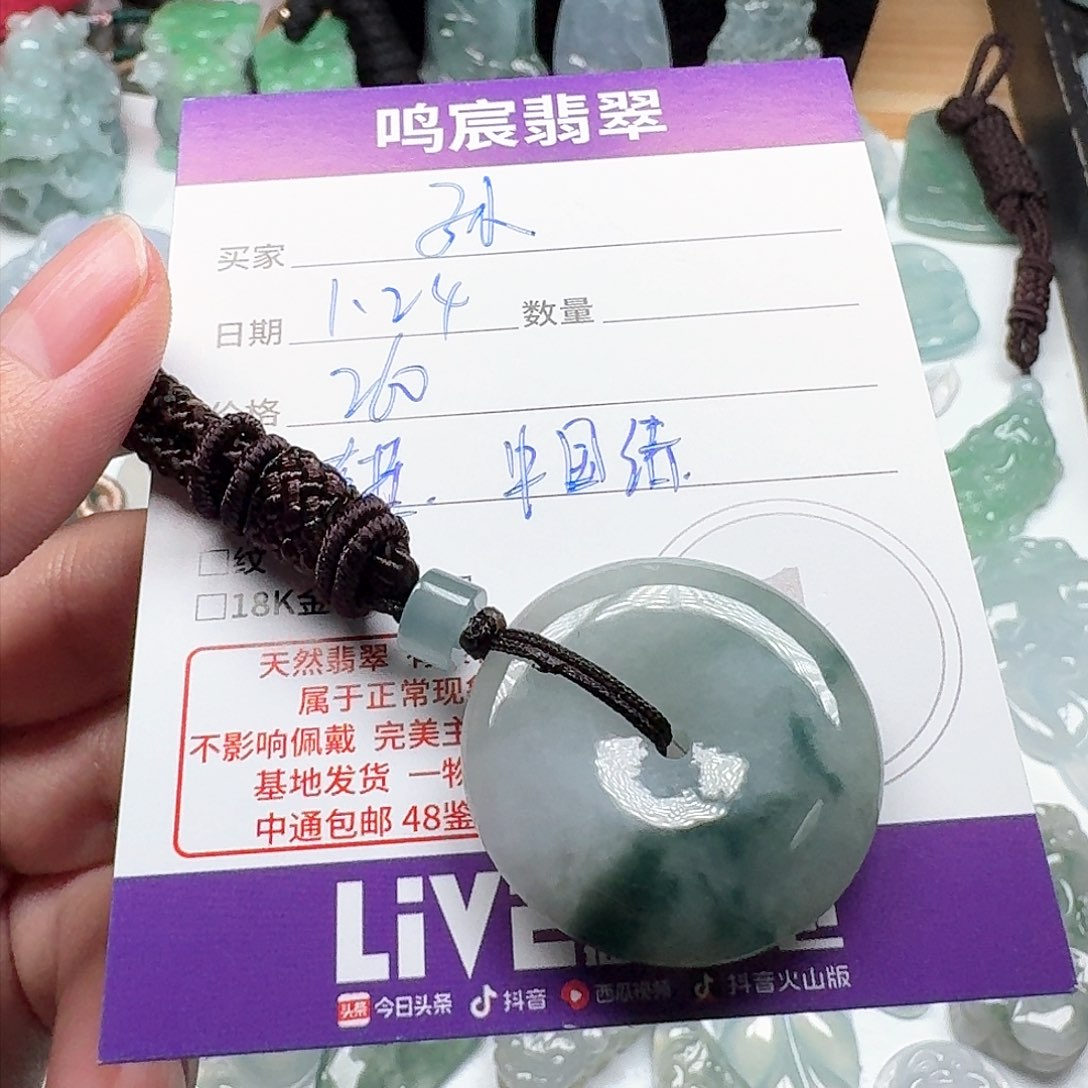 鸣宸翡翠
买家 孙
日期 1.24 数量
价格 260
中国结.
□纹
□18K金
天然翡翠 有
属于正常现象
不影响佩戴 完美主
基地发货 一物
中通包邮 48鉴
LiVE
头条 今日头条 抖音 西瓜视频 抖音火山版